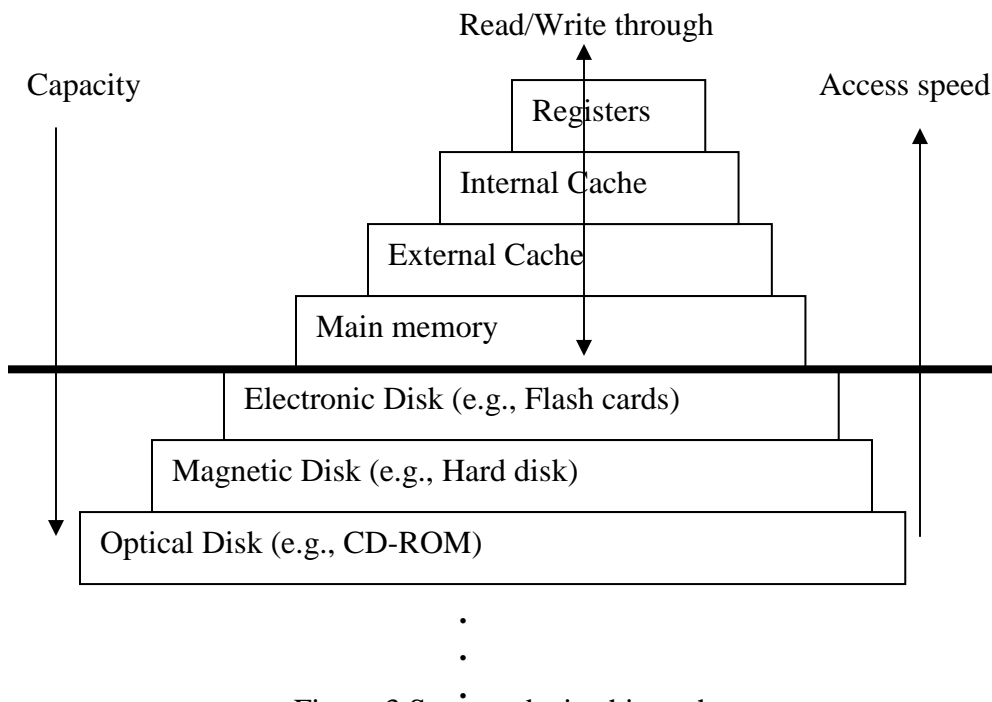 Read/Write through
Capacity
Access speed
Registers
Internal Cache
External Cache
Main memory
Electronic Disk (e.g., Flash cards)
Magnetic Disk (e.g., Hard disk)
Optical Disk (e.g., CD-ROM)